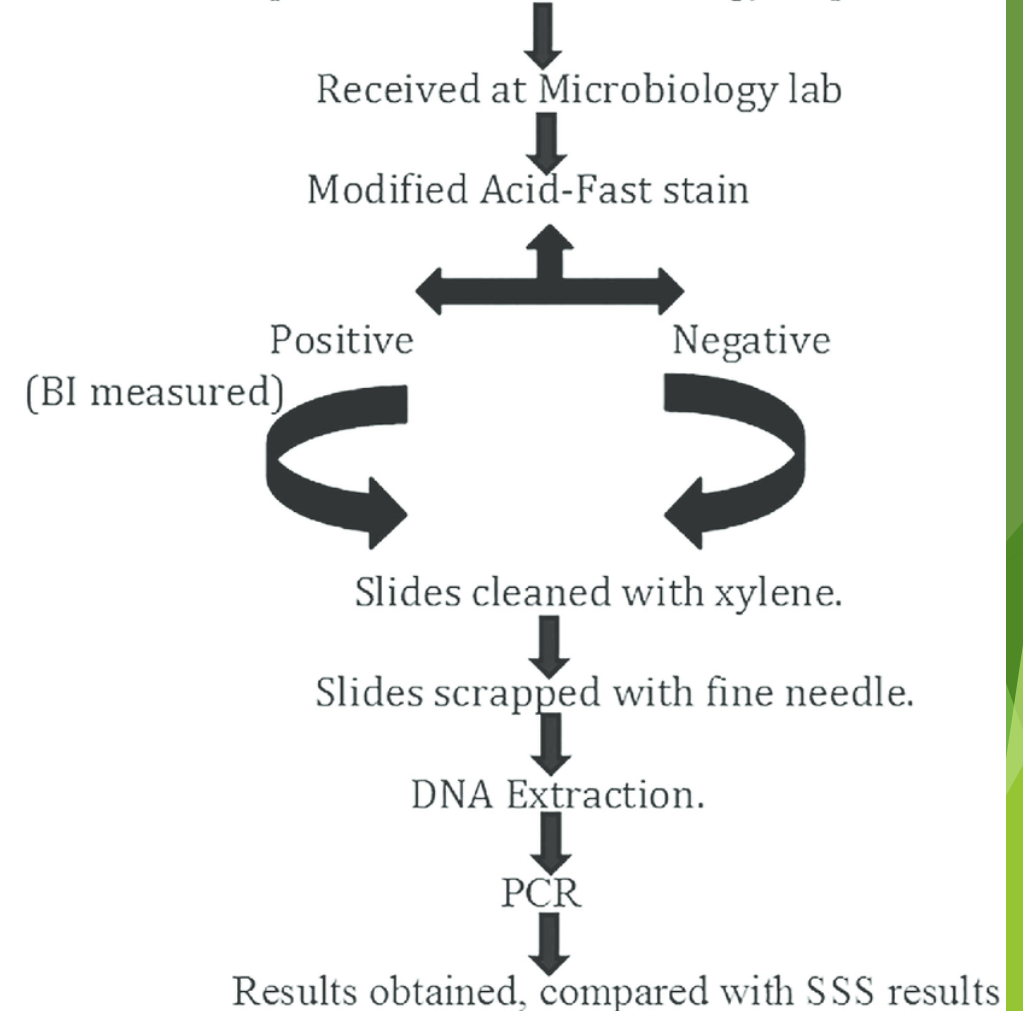 Received at Microbiology lab
Modified Acid-Fast stain
Positive Negative
(BI measured)
Slides cleaned with xylene.
Slides scrapped with fine needle.
DNA Extraction.
PCR
Results obtained, compared with SSS results